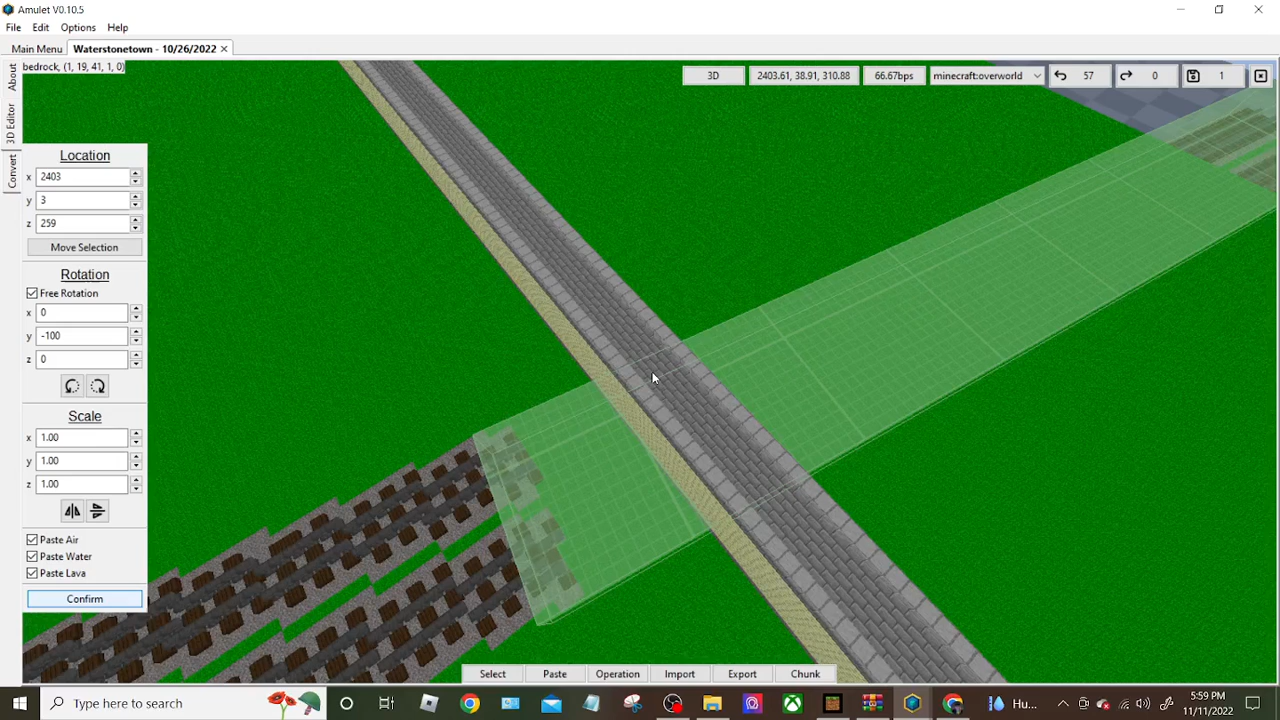 Amulet V0.10.5
File Edit Options Help
Main Menu Waterstonetown - 10/26/2022
bedrock, (1, 19, 41, 1, 0)
3D 2403.61, 38.91, 310.88 66.67bps minecraft:overworld 57 0 1
About
3D Editor
Convert
Location
x 2403
y 3
z 259
Move Selection
Rotation
Free Rotation
x 0
y -100
z 0
Scale
x 1.00
y 1.00
z 1.00
Paste Air
Paste Water
Paste Lava
Confirm
Select Paste Operation Import Export Chunk
Type here to search
Hu...
5:59 PM
11/11/2022